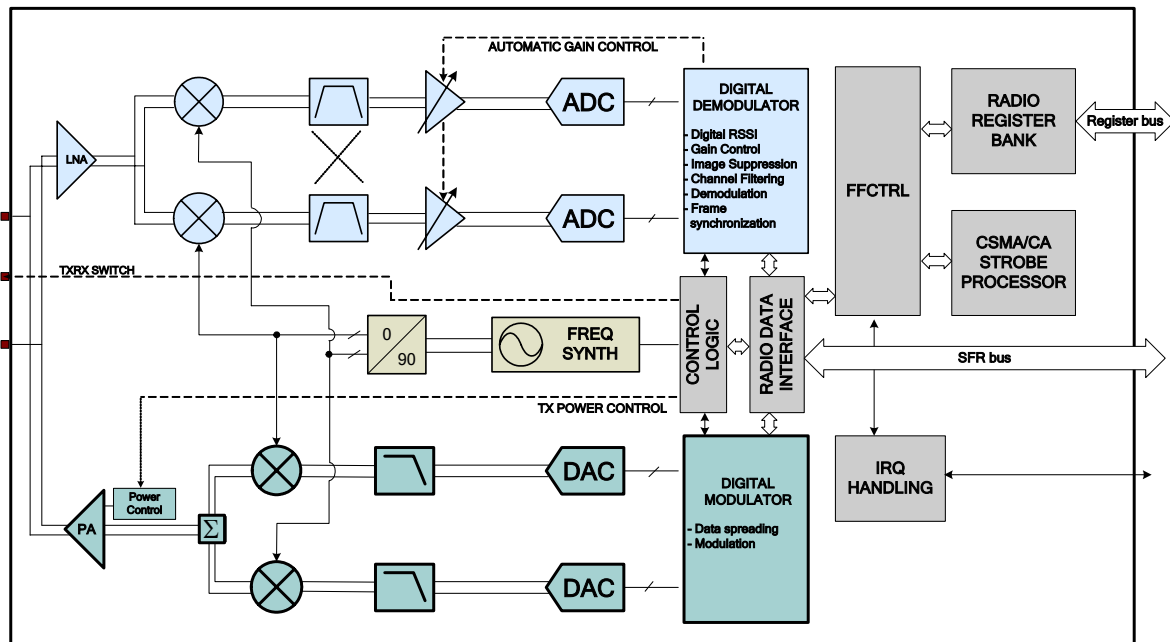 AUTOMATIC GAIN CONTROL
LNA
ADC
ADC
DIGITAL
DEMODULATOR
- Digital RSSI
- Gain Control
- Image Suppression
- Channel Filtering
- Demodulation
- Frame
synchronization
FFCTRL
RADIO
REGISTER
BANK
Register bus
CSMA/CA
STROBE
PROCESSOR
TXRX SWITCH
0
90
FREQ
SYNTH
CONTROL
LOGIC
RADIO DATA
INTERFACE
SFR bus
TX POWER CONTROL
Power
Control
PA
Σ
DAC
DAC
DIGITAL
MODULATOR
- Data spreading
- Modulation
IRQ
HANDLING